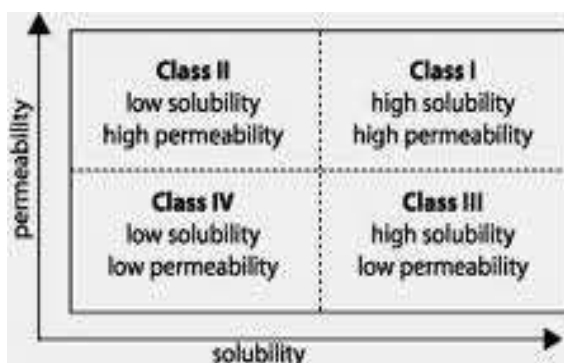 permeability
Class II
low solubility
high permeability
Class I
high solubility
high permeability
Class IV
low solubility
low permeability
Class III
high solubility
low permeability
solubility